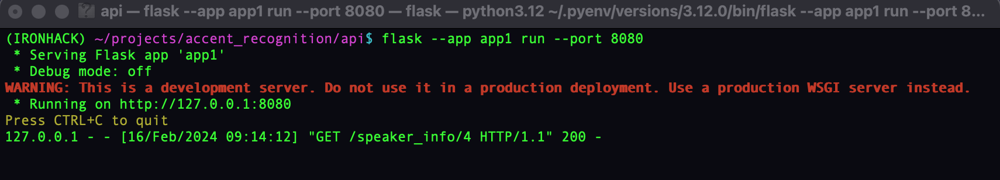 api — flask --app app1 run --port 8080 — flask — python3.12 ~/.pyenv/versions/3.12.0/bin/flask --app app1 run --port 8…
(IRONHACK) ~/projects/accent_recognition/api$ flask --app app1 run --port 8080
 * Serving Flask app 'app1'
 * Debug mode: off
WARNING: This is a development server. Do not use it in a production deployment. Use a production WSGI server instead.
 * Running on http://127.0.0.1:8080
Press CTRL+C to quit
127.0.0.1 - - [16/Feb/2024 09:14:12] "GET /speaker_info/4 HTTP/1.1" 200 -